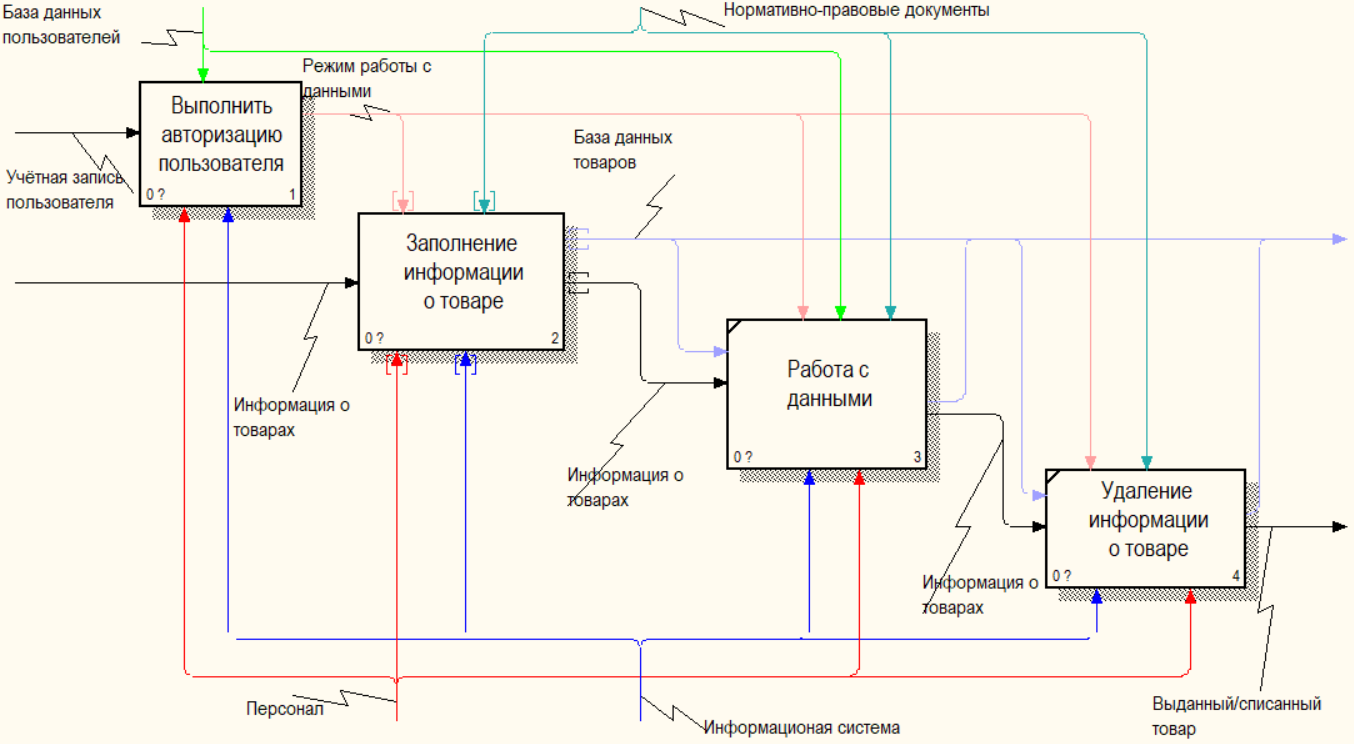 База данных
пользователей
Нормативно-правовые документы
Режим работы с
данными
Выполнить
авторизацию
пользователя
0 ?
1
База данных
товаров
Учётная запись
пользователя
Заполнение
информации
о товаре
0 ?
2
Работа с
данными
0 ?
3
Информация о
товарах
Информация о
товарах
Удаление
информации
о товаре
0 ?
4
Информация о
товарах
Персонал
Информационая система
Выданный/списанный
товар